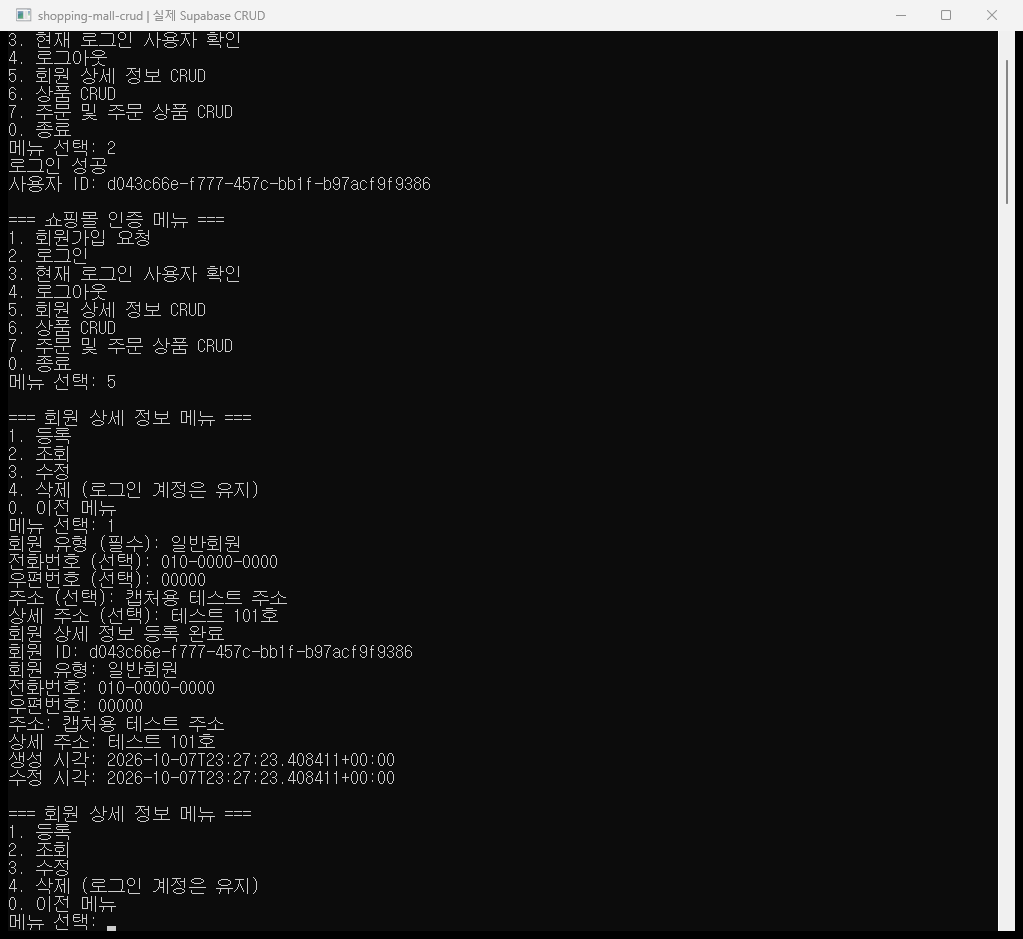 shopping-mall-crud | 실제 Supabase CRUD
3. 현재 로그인 사용자 확인
4. 로그아웃
5. 회원 상세 정보 CRUD
6. 상품 CRUD
7. 주문 및 주문 상품 CRUD
0. 종료
메뉴 선택: 2
로그인 성공
사용자 ID: d043c66e-f777-457c-bb1f-b97acf9f9386

=== 쇼핑몰 인증 메뉴 ===
1. 회원가입 요청
2. 로그인
3. 현재 로그인 사용자 확인
4. 로그아웃
5. 회원 상세 정보 CRUD
6. 상품 CRUD
7. 주문 및 주문 상품 CRUD
0. 종료
메뉴 선택: 5

=== 회원 상세 정보 메뉴 ===
1. 등록
2. 조회
3. 수정
4. 삭제 (로그인 계정은 유지)
0. 이전 메뉴
메뉴 선택: 1
회원 유형 (필수): 일반회원
전화번호 (선택): 010-0000-0000
우편번호 (선택): 00000
주소 (선택): 캡처용 테스트 주소
상세 주소 (선택): 테스트 101호
회원 상세 정보 등록 완료
회원 ID: d043c66e-f777-457c-bb1f-b97acf9f9386
회원 유형: 일반회원
전화번호: 010-0000-0000
우편번호: 00000
주소: 캡처용 테스트 주소
상세 주소: 테스트 101호
생성 시각: 2026-10-07T23:27:23.408411+00:00
수정 시각: 2026-10-07T23:27:23.408411+00:00

=== 회원 상세 정보 메뉴 ===
1. 등록
2. 조회
3. 수정
4. 삭제 (로그인 계정은 유지)
0. 이전 메뉴
메뉴 선택: